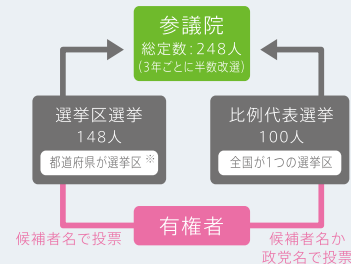 参議院
総定数:248人
(3年ごとに半数改選)
選挙区選挙
148人
都道府県が選挙区※
比例代表選挙
100人
全国が1つの選挙区
有権者
候補者名で投票
候補者名か
政党名で投票